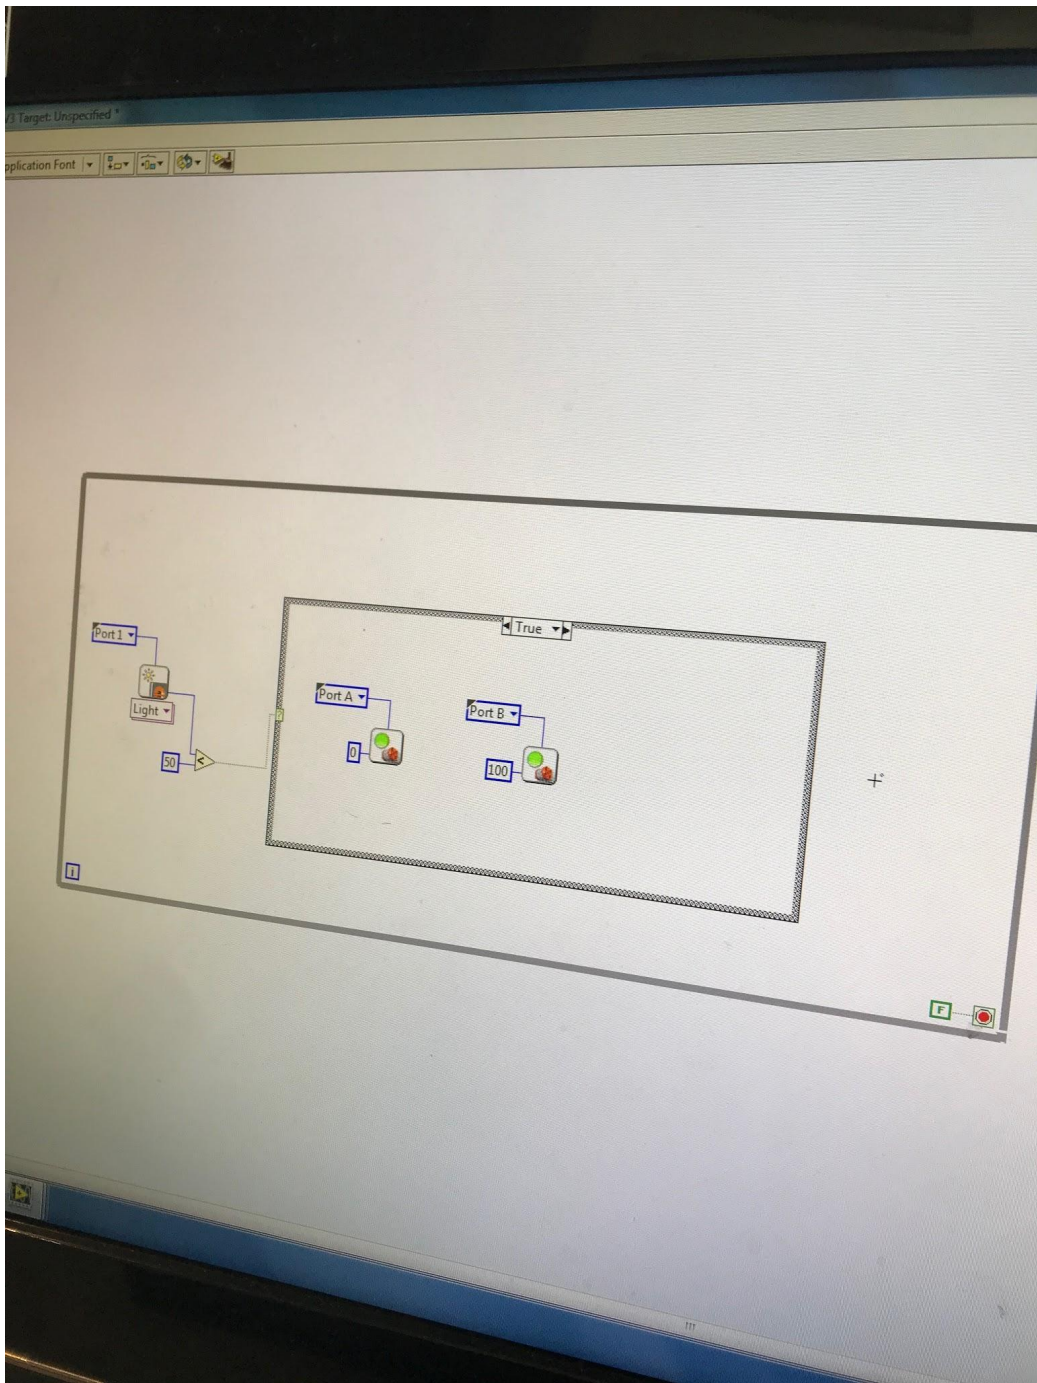 Target: Unspecified *
pplication Font
True
Port 1
Port A
Port B
Light
50
<
0
100
?
i
F